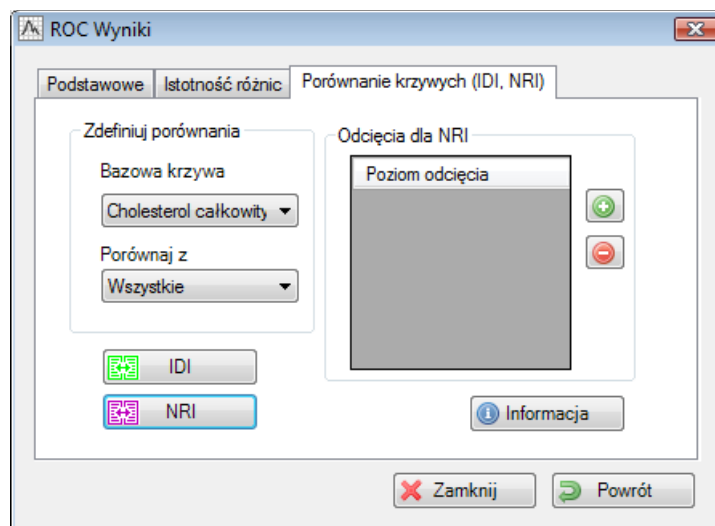 ROC Wyniki
Podstawowe
Istotność różnic
Porównanie krzywych (IDI, NRI)
Zdefiniuj porównania
Bazowa krzywa
Cholesterol całkowity
Porównaj z
Wszystkie
IDI
NRI
Odcięcia dla NRI
Poziom odcięcia
Informacja
Zamknij
Powrót